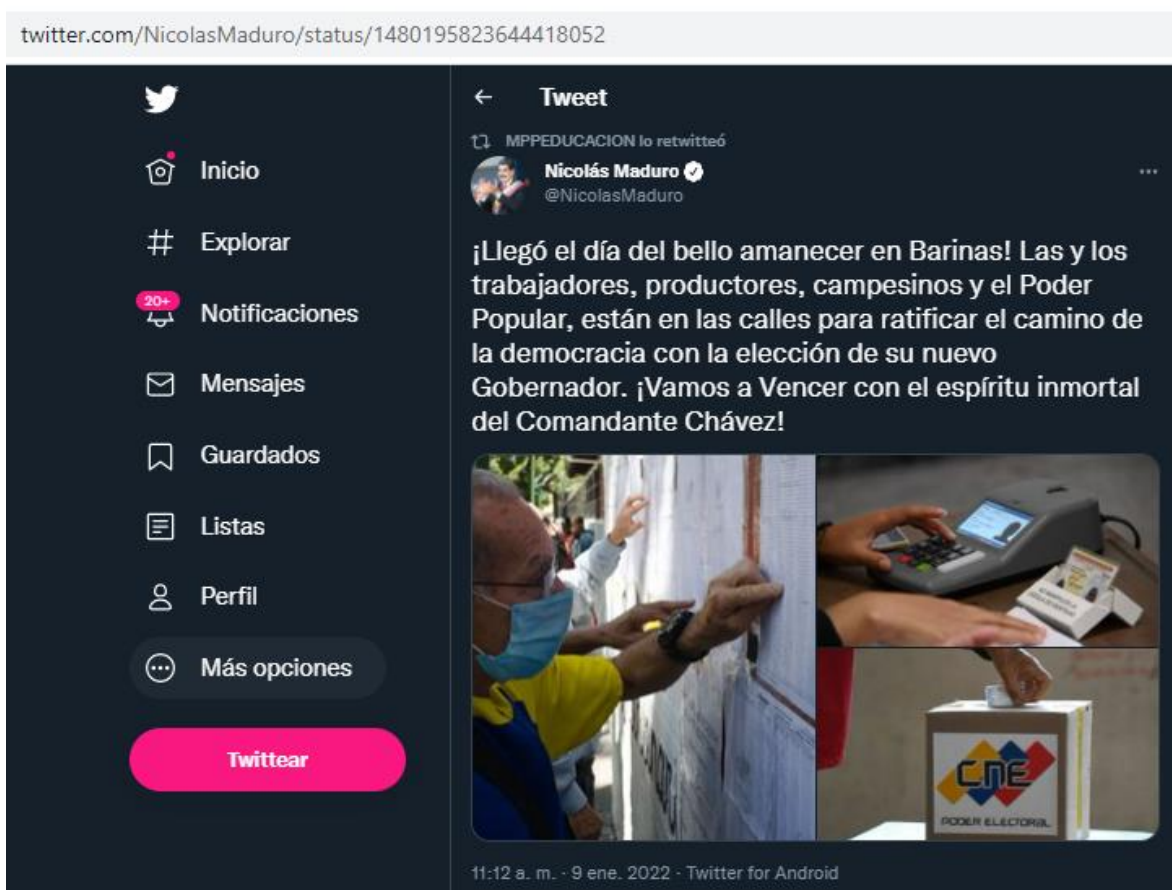 twitter.com/NicolasMaduro/status/1480195823644418052
Inicio
Explorar
20+
Notificaciones
Mensajes
Guardados
Listas
Perfil
Más opciones
Twittear
Tweet
MPPEDUCACION lo retwitteó
Nicolás Maduro
@NicolasMaduro
¡Llegó el día del bello amanecer en Barinas! Las y los
trabajadores, productores, campesinos y el Poder
Popular, están en las calles para ratificar el camino de
la democracia con la elección de su nuevo
Gobernador. ¡Vamos a Vencer con el espíritu inmortal
del Comandante Chávez!
CNE
PODER ELECTORAL
11:12 a. m. · 9 ene. 2022 · Twitter for Android